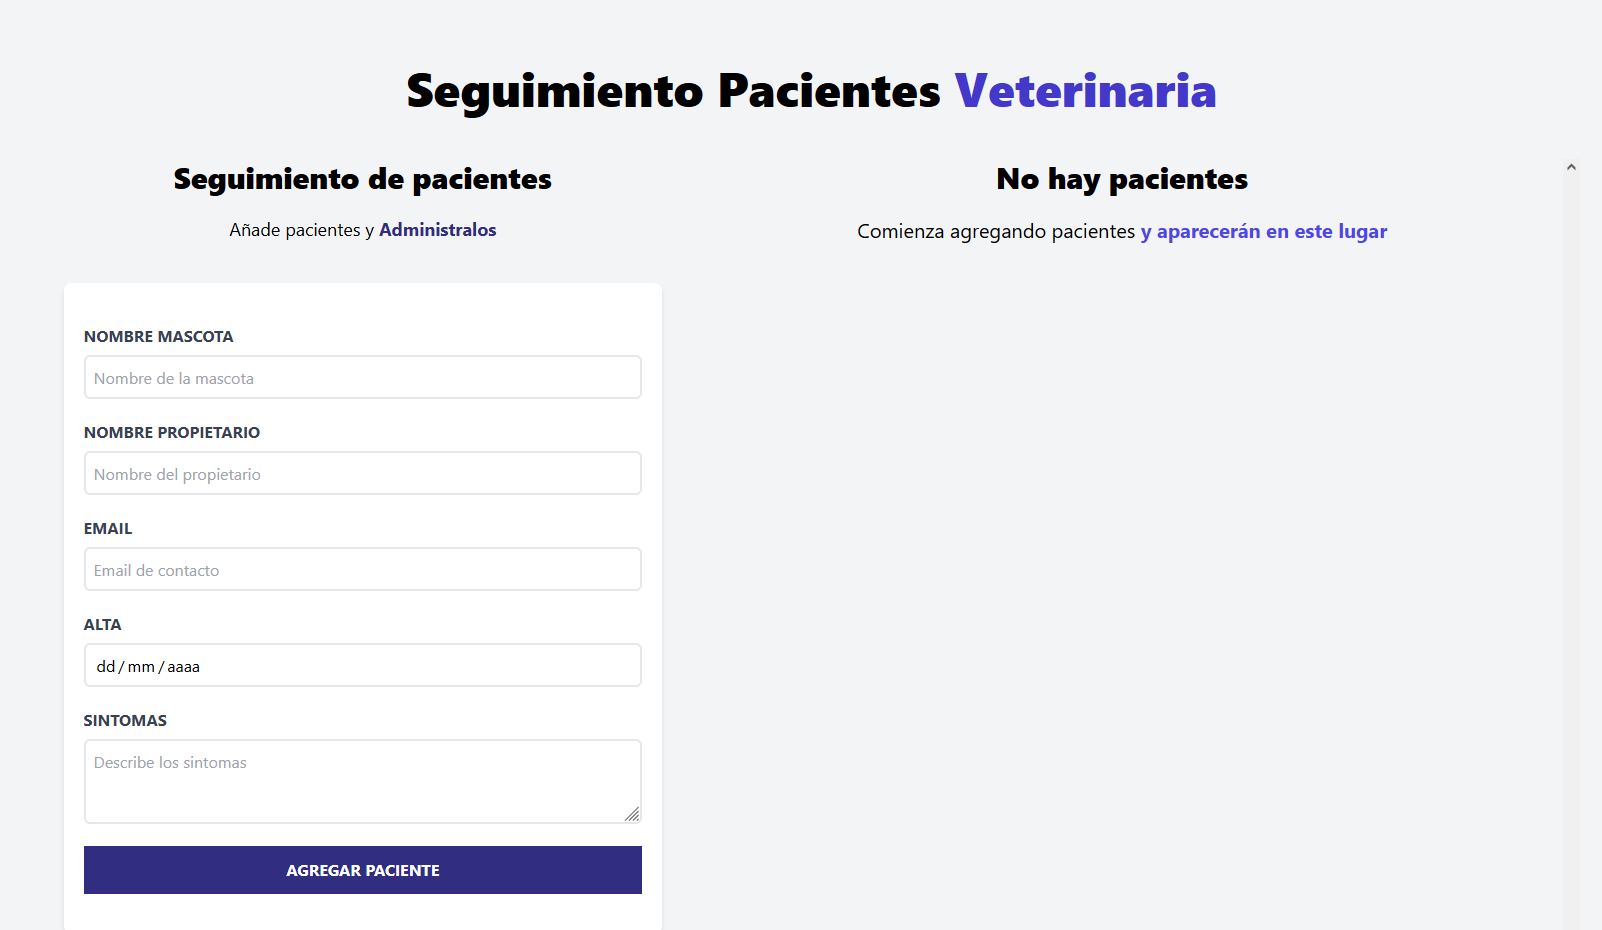 Seguimiento Pacientes Veterinaria
Seguimiento de pacientes
Añade pacientes y Administralos
NOMBRE MASCOTA
Nombre de la mascota
NOMBRE PROPIETARIO
Nombre del propietario
EMAIL
Email de contacto
ALTA
dd/mm/aaaa
SINTOMAS
Describe los sintomas
AGREGAR PACIENTE
No hay pacientes
Comienza agregando pacientes y aparecerán en este lugar